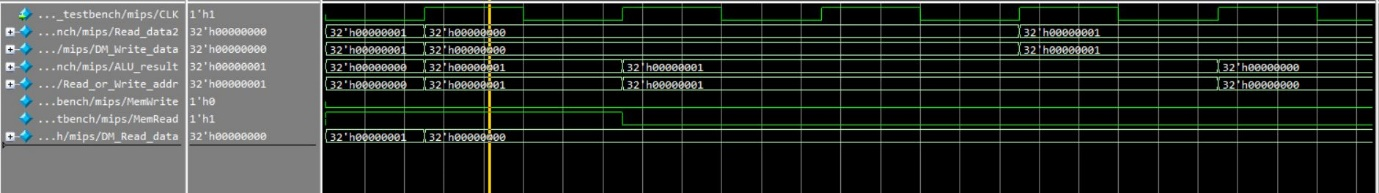 ..._testbench/mips/CLK 1'h1
...nch/mips/Read_data2 32'h00000000 32'h00000001 32'h00000000 32'h00000001
.../mips/DM_Write_data 32'h00000000 32'h00000001 32'h00000000 32'h00000001
...nch/mips/ALU_result 32'h00000001 32'h00000000 32'h00000001 32'h00000001 32'h00000000
.../Read_or_Write_addr 32'h00000001 32'h00000000 32'h00000001 32'h00000001 32'h00000000
...bench/mips/MemWrite 1'h0
...tbench/mips/MemRead 1'h1
...h/mips/DM_Read_data 32'h00000000 32'h00000001 32'h00000000